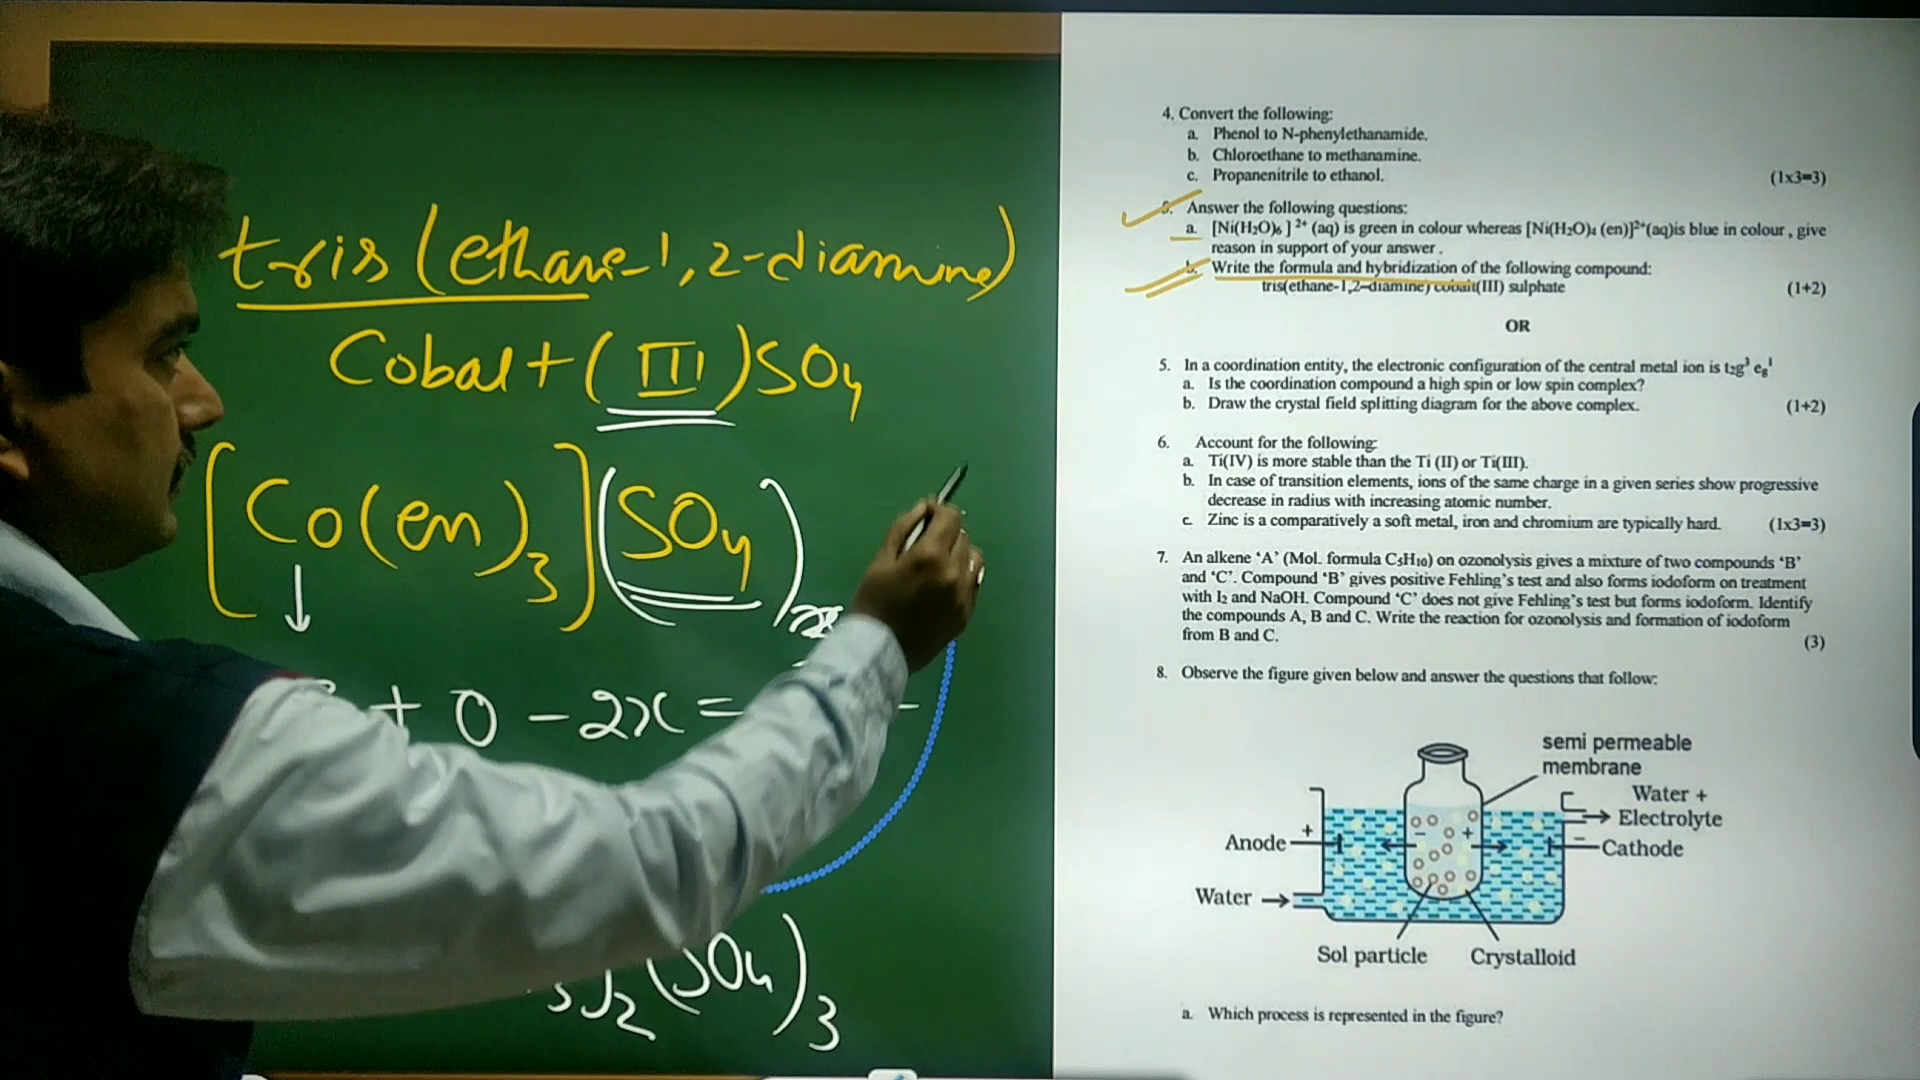 tris (ethane-1, 2-diamine)
Cobalt (III) SO4
[Co(en)3](SO4)x
+ 0 - 2x =
]2(SO4)3
4. Convert the following:
a. Phenol to N-phenylethanamide.
b. Chloroethane to methanamine.
c. Propanenitrile to ethanol. (1x3=3)
Answer the following questions:
a. [Ni(H₂O)₆ ] ²⁺ (aq) is green in colour whereas [Ni(H₂O)₄ (en)]²⁺(aq)is blue in colour , give
reason in support of your answer .
Write the formula and hybridization of the following compound:
tris(ethane-1,2-diamine) cobalt(III) sulphate (1+2)
OR
5. In a coordination entity, the electronic configuration of the central metal ion is t₂g³ eg¹
a. Is the coordination compound a high spin or low spin complex?
b. Draw the crystal field splitting diagram for the above complex. (1+2)
6. Account for the following:
a. Ti(IV) is more stable than the Ti (II) or Ti(III).
b. In case of transition elements, ions of the same charge in a given series show progressive
decrease in radius with increasing atomic number.
c. Zinc is a comparatively a soft metal, iron and chromium are typically hard. (1x3=3)
7. An alkene ‘A’ (Mol. formula C₅H₁₀) on ozonolysis gives a mixture of two compounds ‘B’
and ‘C’. Compound ‘B’ gives positive Fehling’s test and also forms iodoform on treatment
with I₂ and NaOH. Compound ‘C’ does not give Fehling’s test but forms iodoform. Identify
the compounds A, B and C. Write the reaction for ozonolysis and formation of iodoform
from B and C. (3)
8. Observe the figure given below and answer the questions that follow:
semi permeable
membrane
Water +
Electrolyte
Anode +
- +
- Cathode
Water
Sol particle Crystalloid
a. Which process is represented in the figure?